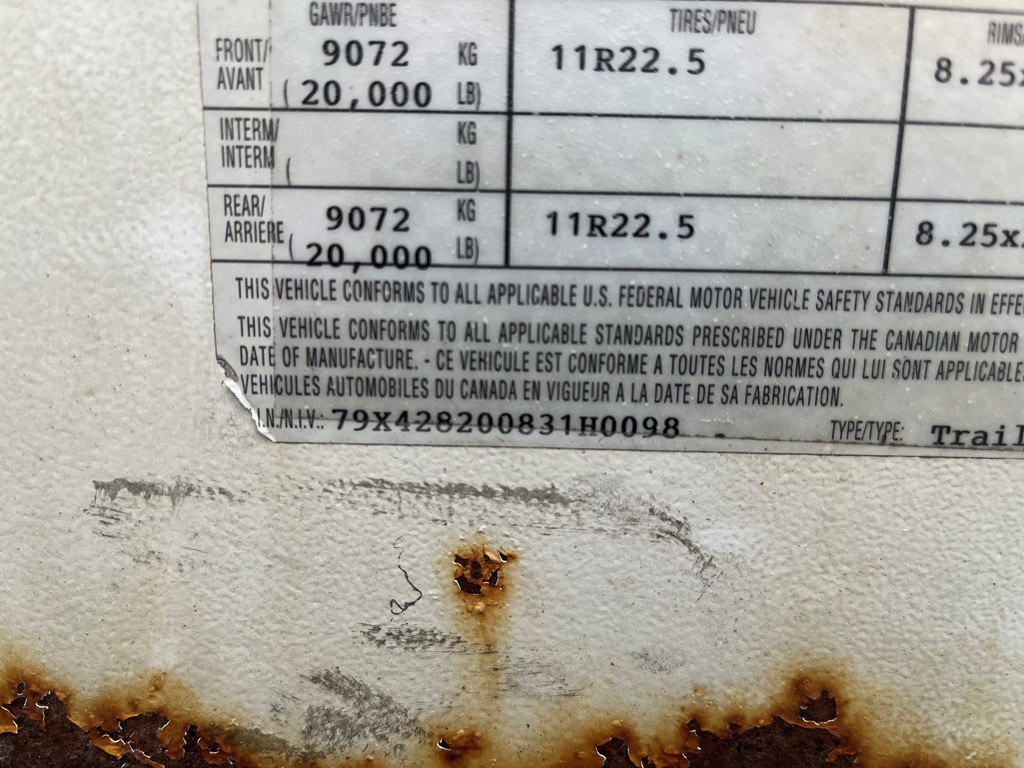 GAWR/PNBE TIRES/PNEU RIMS
FRONT/ 9072 KG 11R22.5 8.25x
AVANT (20,000 LB)
INTERM/ KG
INTERM ( LB)
REAR/ 9072 KG 11R22.5 8.25x
ARRIERE (20,000 LB)
THIS VEHICLE CONFORMS TO ALL APPLICABLE U.S. FEDERAL MOTOR VEHICLE SAFETY STANDARDS IN EFFE
THIS VEHICLE CONFORMS TO ALL APPLICABLE STANDARDS PRESCRIBED UNDER THE CANADIAN MOTOR
DATE OF MANUFACTURE. - CE VEHICULE EST CONFORME A TOUTES LES NORMES QUI LUI SONT APPLICABLE
VEHICULES AUTOMOBILES DU CANADA EN VIGUEUR A LA DATE DE SA FABRICATION.
I.N./N.I.V.: 79X428200831H0098 TYPE/TYPE: Trail